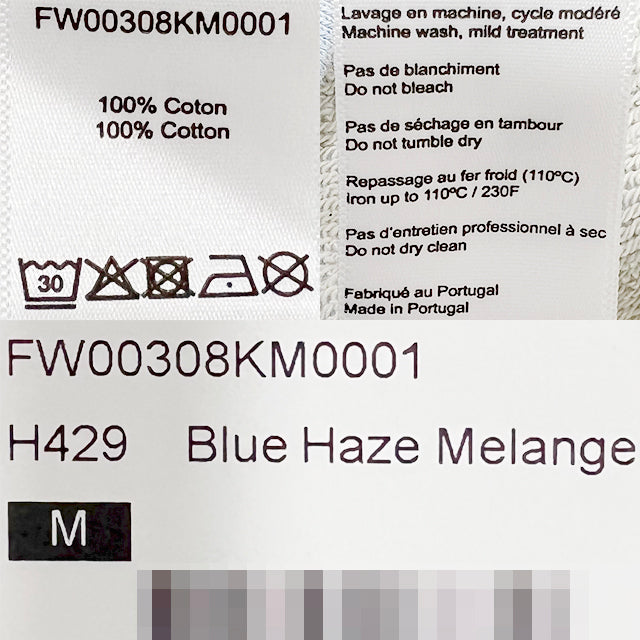 FW00308KM0001
100% Coton
100% Cotton
30
Lavage en machine, cycle modéré
Machine wash, mild treatment
Pas de blanchiment
Do not bleach
Pas de séchage en tambour
Do not tumble dry
Repassage au fer froid (110ºC)
Iron up to 110ºC / 230F
Pas d'entretien professionnel à sec
Do not dry clean
Fabriqué au Portugal
Made in Portugal
FW00308KM0001
H429 Blue Haze Melange
M